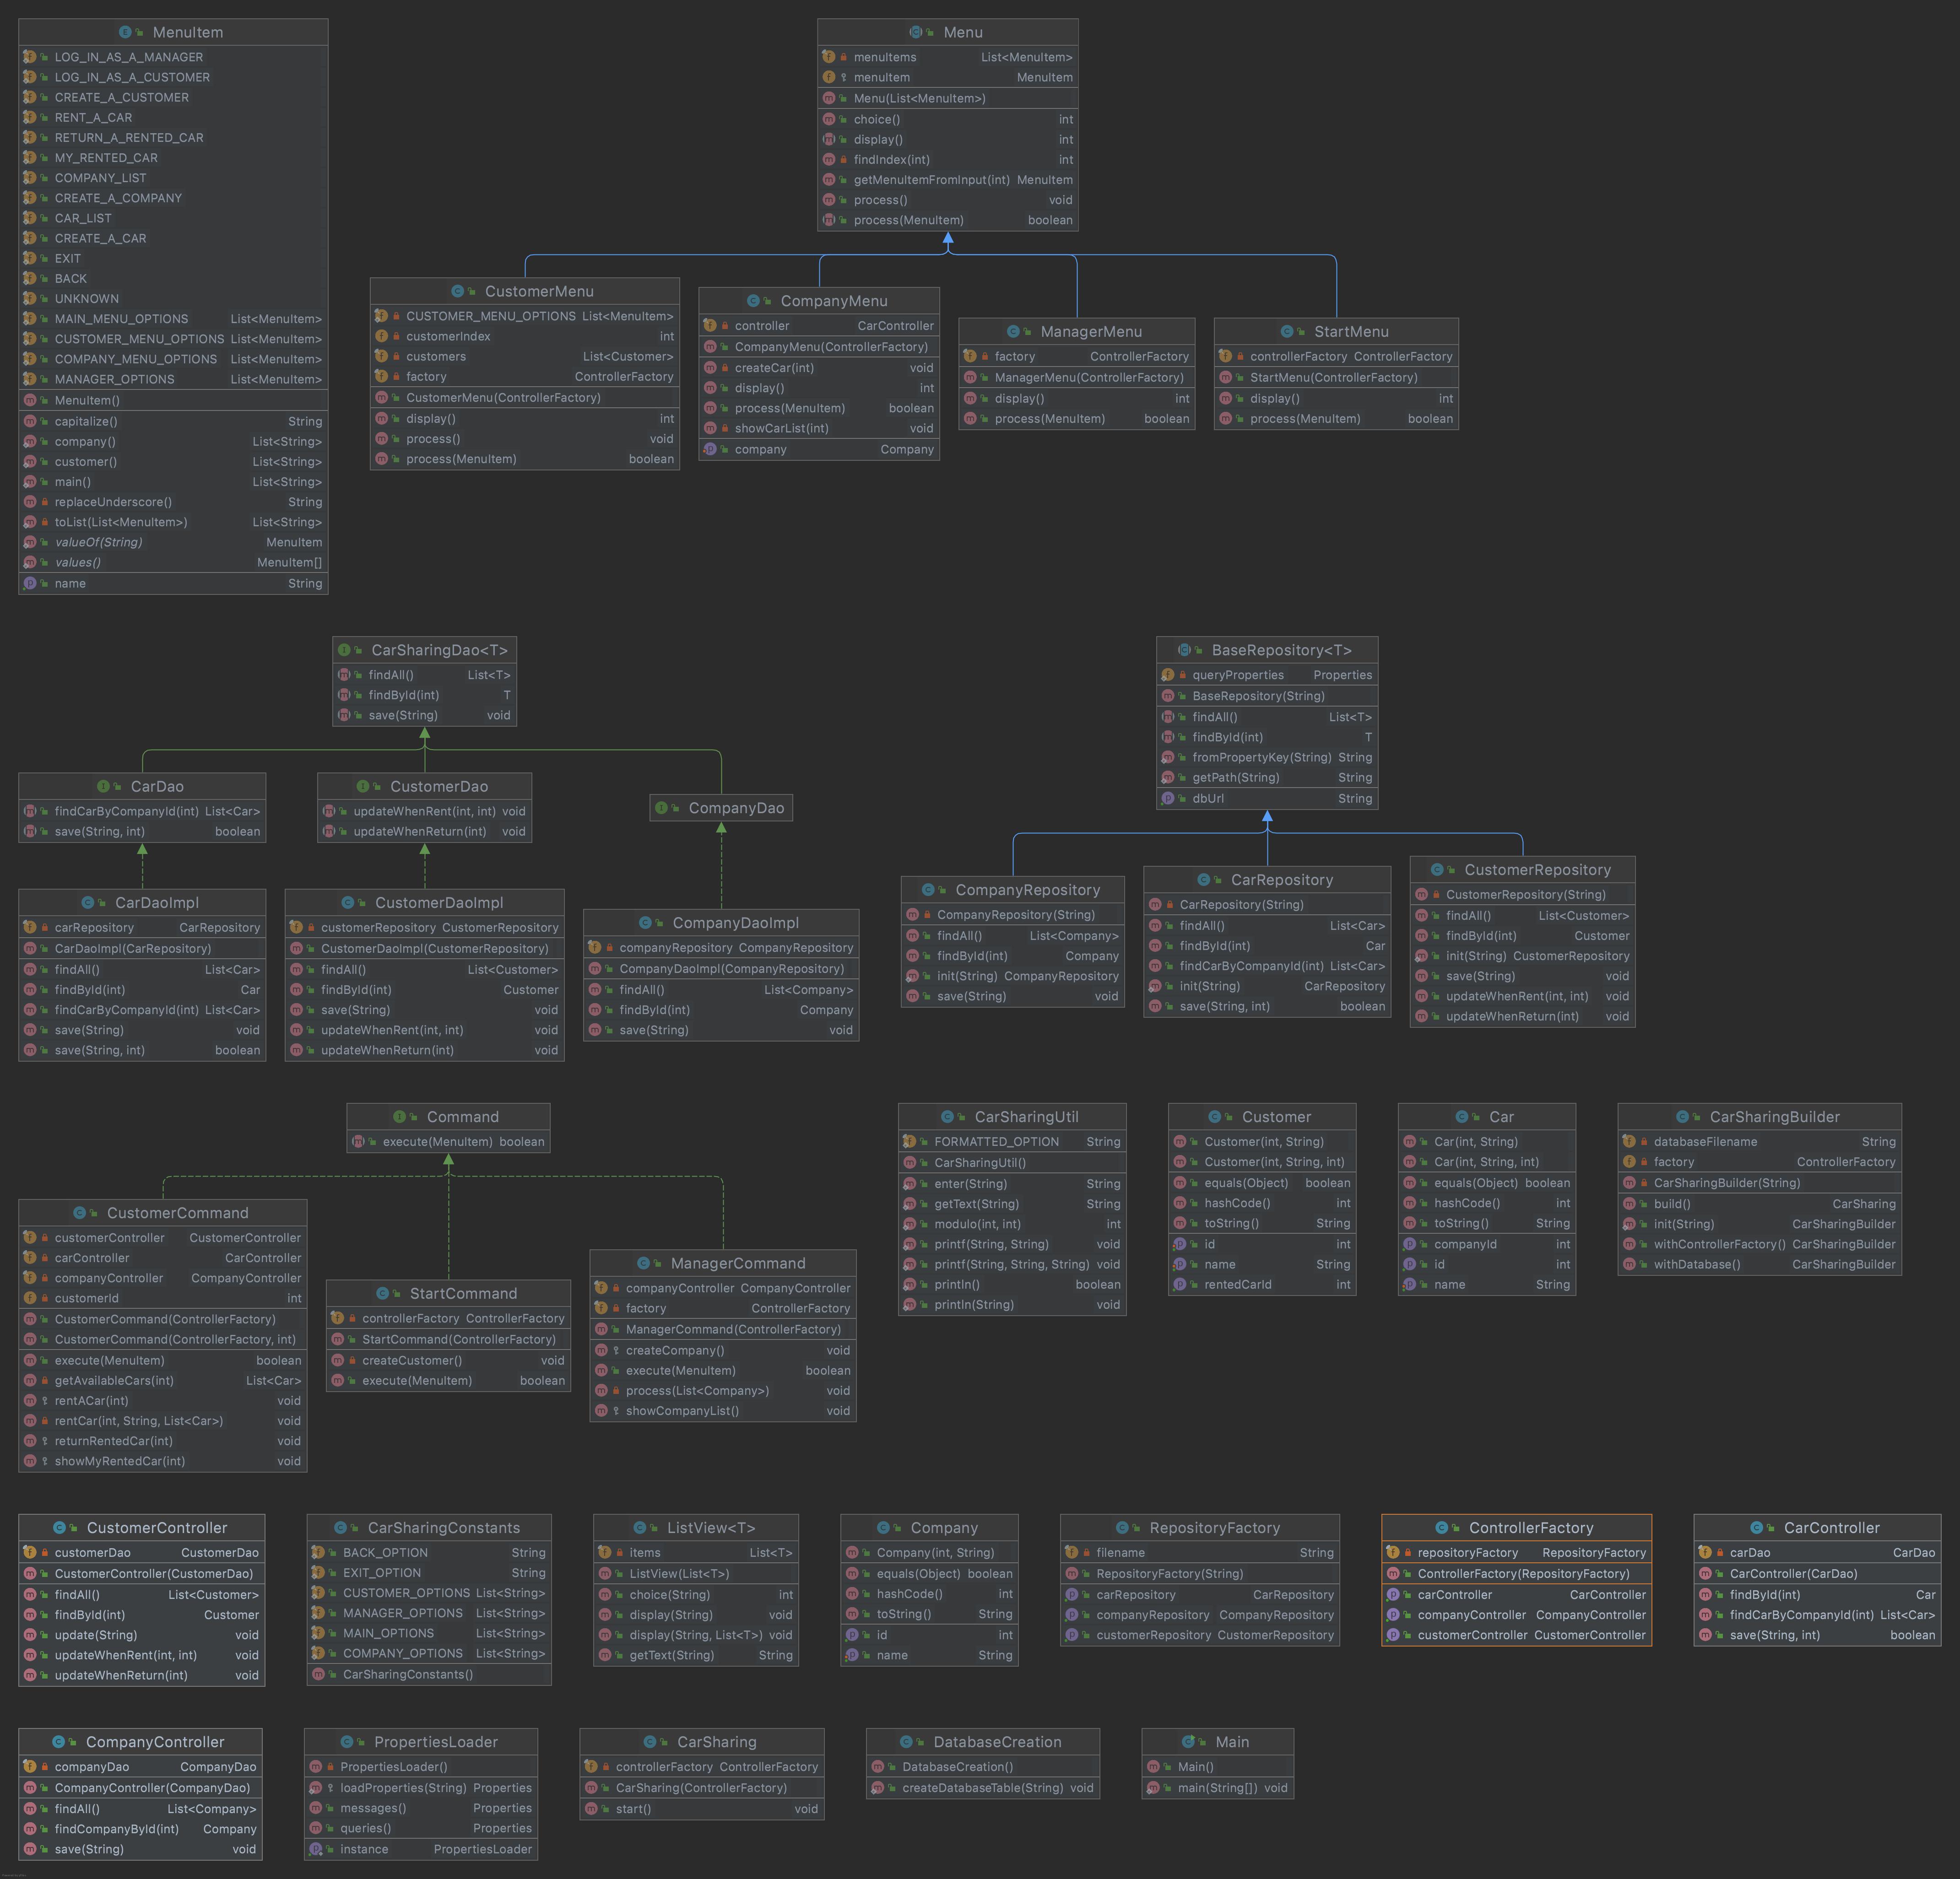 MenuItem
LOG_IN_AS_A_MANAGER
LOG_IN_AS_A_CUSTOMER
CREATE_A_CUSTOMER
RENT_A_CAR
RETURN_A_RENTED_CAR
MY_RENTED_CAR
COMPANY_LIST
CREATE_A_COMPANY
CAR_LIST
CREATE_A_CAR
EXIT
BACK
UNKNOWN
MAIN_MENU_OPTIONS List<MenuItem>
CUSTOMER_MENU_OPTIONS List<MenuItem>
COMPANY_MENU_OPTIONS List<MenuItem>
MANAGER_OPTIONS List<MenuItem>
MenuItem()
capitalize() String
company() List<String>
customer() List<String>
main() List<String>
replaceUnderscore() String
toList(List<MenuItem>) List<String>
valueOf(String) MenuItem
values() MenuItem[]
name String
Menu
menuItems List<MenuItem>
menuItem MenuItem
Menu(List<MenuItem>)
choice() int
display() int
findIndex(int) int
getMenuItemFromInput(int) MenuItem
process() void
process(MenuItem) boolean
CustomerMenu
CUSTOMER_MENU_OPTIONS List<MenuItem>
customerIndex int
customers List<Customer>
factory ControllerFactory
CustomerMenu(ControllerFactory)
display() int
process() void
process(MenuItem) boolean
CompanyMenu
controller CarController
CompanyMenu(ControllerFactory)
createCar(int) void
display() int
process(MenuItem) boolean
showCarList(int) void
company Company
ManagerMenu
factory ControllerFactory
ManagerMenu(ControllerFactory)
display() int
process(MenuItem) boolean
StartMenu
controllerFactory ControllerFactory
StartMenu(ControllerFactory)
display() int
process(MenuItem) boolean
CarSharingDao<T>
findAll() List<T>
findById(int) T
save(String) void
CarDao
findCarByCompanyId(int) List<Car>
save(String, int) boolean
CustomerDao
updateWhenRent(int, int) void
updateWhenReturn(int) void
CompanyDao
CarDaoImpl
carRepository CarRepository
CarDaoImpl(CarRepository)
findAll() List<Car>
findById(int) Car
findCarByCompanyId(int) List<Car>
save(String) void
save(String, int) boolean
CustomerDaoImpl
customerRepository CustomerRepository
CustomerDaoImpl(CustomerRepository)
findAll() List<Customer>
findById(int) Customer
save(String) void
updateWhenRent(int, int) void
updateWhenReturn(int) void
CompanyDaoImpl
companyRepository CompanyRepository
CompanyDaoImpl(CompanyRepository)
findAll() List<Company>
findById(int) Company
save(String) void
BaseRepository<T>
queryProperties Properties
BaseRepository(String)
findAll() List<T>
findById(int) T
fromPropertyKey(String) String
getPath(String) String
dbUrl String
CompanyRepository
CompanyRepository(String)
findAll() List<Company>
findById(int) Company
init(String) CompanyRepository
save(String) void
CarRepository
CarRepository(String)
findAll() List<Car>
findById(int) Car
findCarByCompanyId(int) List<Car>
init(String) CarRepository
save(String, int) boolean
CustomerRepository
CustomerRepository(String)
findAll() List<Customer>
findById(int) Customer
init(String) CustomerRepository
save(String) void
updateWhenRent(int, int) void
updateWhenReturn(int) void
Command
execute(MenuItem) boolean
CustomerCommand
customerController CustomerController
carController CarController
companyController CompanyController
customerId int
CustomerCommand(ControllerFactory)
CustomerCommand(ControllerFactory, int)
execute(MenuItem) boolean
getAvailableCars(int) List<Car>
rentACar(int) void
rentCar(int, String, List<Car>) void
returnRentedCar(int) void
showMyRentedCar(int) void
StartCommand
controllerFactory ControllerFactory
StartCommand(ControllerFactory)
createCustomer() void
execute(MenuItem) boolean
ManagerCommand
companyController CompanyController
factory ControllerFactory
ManagerCommand(ControllerFactory)
createCompany() void
execute(MenuItem) boolean
process(List<Company>) void
showCompanyList() void
CarSharingUtil
FORMATTED_OPTION String
CarSharingUtil()
enter(String) String
getText(String) String
modulo(int, int) int
printf(String, String) void
printf(String, String, String) void
println() boolean
println(String) void
Customer
Customer(int, String)
Customer(int, String, int)
equals(Object) boolean
hashCode() int
toString() String
id int
name String
rentedCarId int
Car
Car(int, String)
Car(int, String, int)
equals(Object) boolean
hashCode() int
toString() String
companyId int
id int
name String
CarSharingBuilder
databaseFilename String
factory ControllerFactory
CarSharingBuilder(String)
build() CarSharing
init(String) CarSharingBuilder
withControllerFactory() CarSharingBuilder
withDatabase() CarSharingBuilder
CustomerController
customerDao CustomerDao
CustomerController(CustomerDao)
findAll() List<Customer>
findById(int) Customer
update(String) void
updateWhenRent(int, int) void
updateWhenReturn(int) void
CarSharingConstants
BACK_OPTION String
EXIT_OPTION String
CUSTOMER_OPTIONS List<String>
MANAGER_OPTIONS List<String>
MAIN_OPTIONS List<String>
COMPANY_OPTIONS List<String>
CarSharingConstants()
ListView<T>
items List<T>
ListView(List<T>)
choice(String) int
display(String) void
display(String, List<T>) void
getText(String) String
Company
Company(int, String)
equals(Object) boolean
hashCode() int
toString() String
id int
name String
RepositoryFactory
filename String
RepositoryFactory(String)
carRepository CarRepository
companyRepository CompanyRepository
customerRepository CustomerRepository
ControllerFactory
repositoryFactory RepositoryFactory
ControllerFactory(RepositoryFactory)
carController CarController
companyController CompanyController
customerController CustomerController
CarController
carDao CarDao
CarController(CarDao)
findById(int) Car
findCarByCompanyId(int) List<Car>
save(String, int) boolean
CompanyController
companyDao CompanyDao
CompanyController(CompanyDao)
findAll() List<Company>
findCompanyById(int) Company
save(String) void
PropertiesLoader
PropertiesLoader()
loadProperties(String) Properties
messages() Properties
queries() Properties
instance PropertiesLoader
CarSharing
controllerFactory ControllerFactory
CarSharing(ControllerFactory)
start() void
DatabaseCreation
DatabaseCreation()
createDatabaseTable(String) void
Main
Main()
main(String[]) void